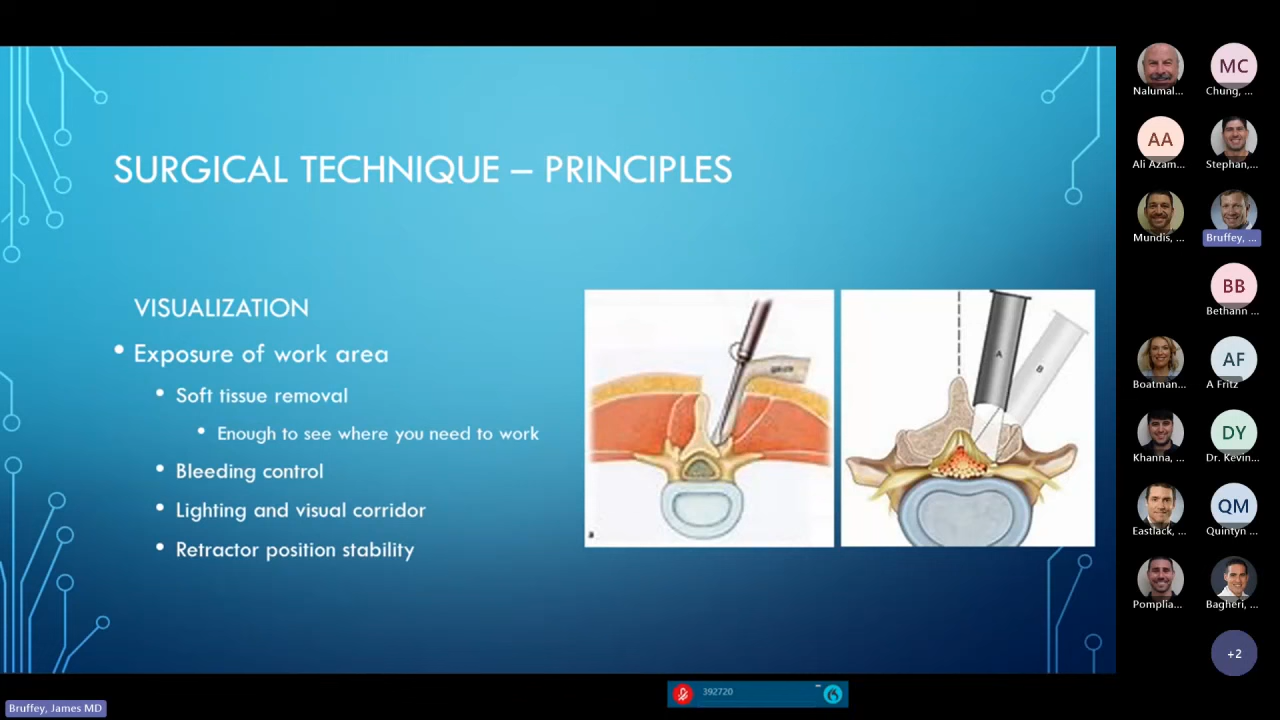 SURGICAL TECHNIQUE – PRINCIPLES
VISUALIZATION
• Exposure of work area
• Soft tissue removal
• Enough to see where you need to work
• Bleeding control
• Lighting and visual corridor
• Retractor position stability
A
B
a
Nalumal...
MC
Chung, ...
AA
Ali Azam...
Stephan,...
Mundis, ...
Bruffey, ...
BB
Bethann ...
Boatman...
AF
A Fritz
Khanna, ...
DY
Dr. Kevin...
Eastlack, ...
QM
Quintyn ...
Pomplia...
Bagheri, ...
+2
392720
Bruffey, James MD